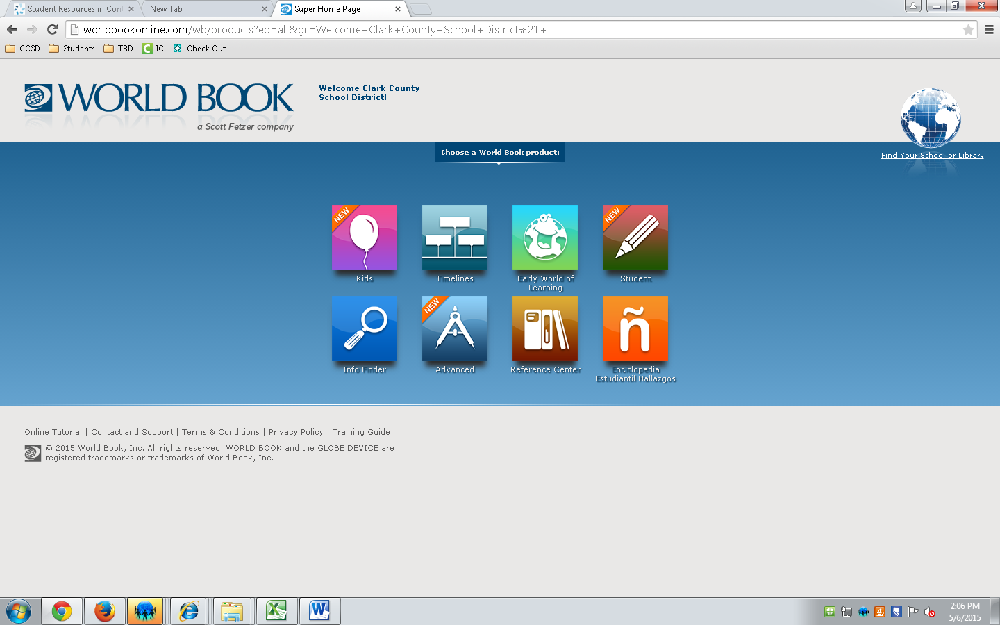 Student Resources in Cont
New Tab
Super Home Page
worldbookonline.com/wb/products?ed=all&gr=Welcome+Clark+County+School+District%21+
CCSD
Students
TBD
C IC
Check Out
WORLD BOOK
a Scott Fetzer company
Welcome Clark County
School District!
Find Your School or Library
Choose a World Book product:
NEW
NEW
Kids
Timelines
Early World of
Learning
Student
NEW
ñ
Info Finder
Advanced
Reference Center
Enciclopedia
Estudiantil Hallazgos
Online Tutorial | Contact and Support | Terms & Conditions | Privacy Policy | Training Guide
© 2015 World Book, Inc. All rights reserved. WORLD BOOK and the GLOBE DEVICE are
registered trademarks or trademarks of World Book, Inc.
2:06 PM
5/6/2015